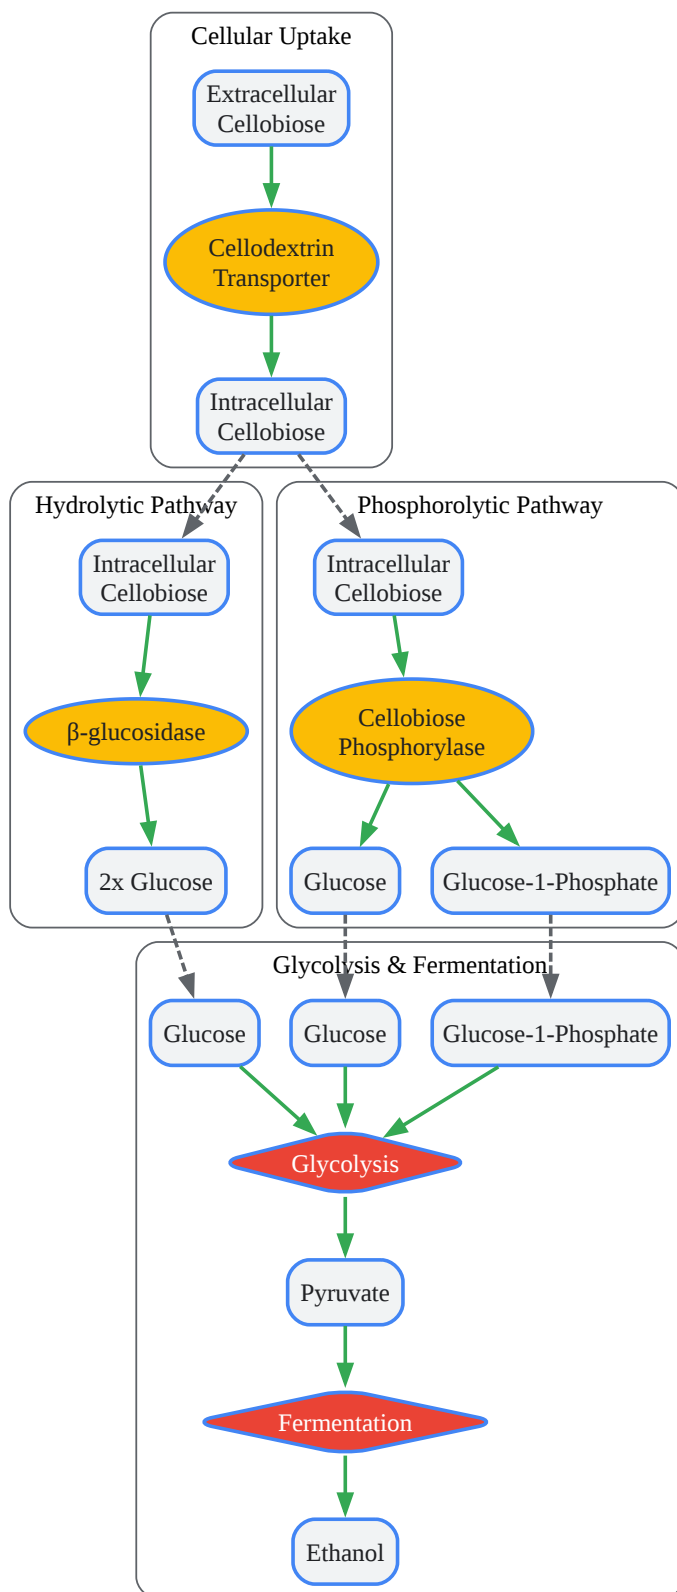 Cellular Uptake
Extracellular
Cellobiose
Cellodextrin
Transporter
Intracellular
Cellobiose
Hydrolytic Pathway
Phosphorolytic Pathway
Intracellular
Cellobiose
Intracellular
Cellobiose
β-glucosidase
Cellobiose
Phosphorylase
2x Glucose
Glucose
Glucose-1-Phosphate
Glycolysis & Fermentation
Glucose
Glucose
Glucose-1-Phosphate
Glycolysis
Pyruvate
Fermentation
Ethanol